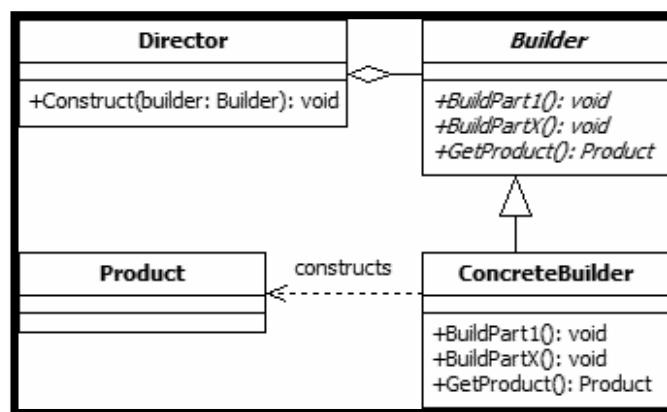 Director
+Construct(builder: Builder): void
Builder
+BuildPart1(): void
+BuildPartX(): void
+GetProduct(): Product
Product
constructs
ConcreteBuilder
+BuildPart1(): void
+BuildPartX(): void
+GetProduct(): Product